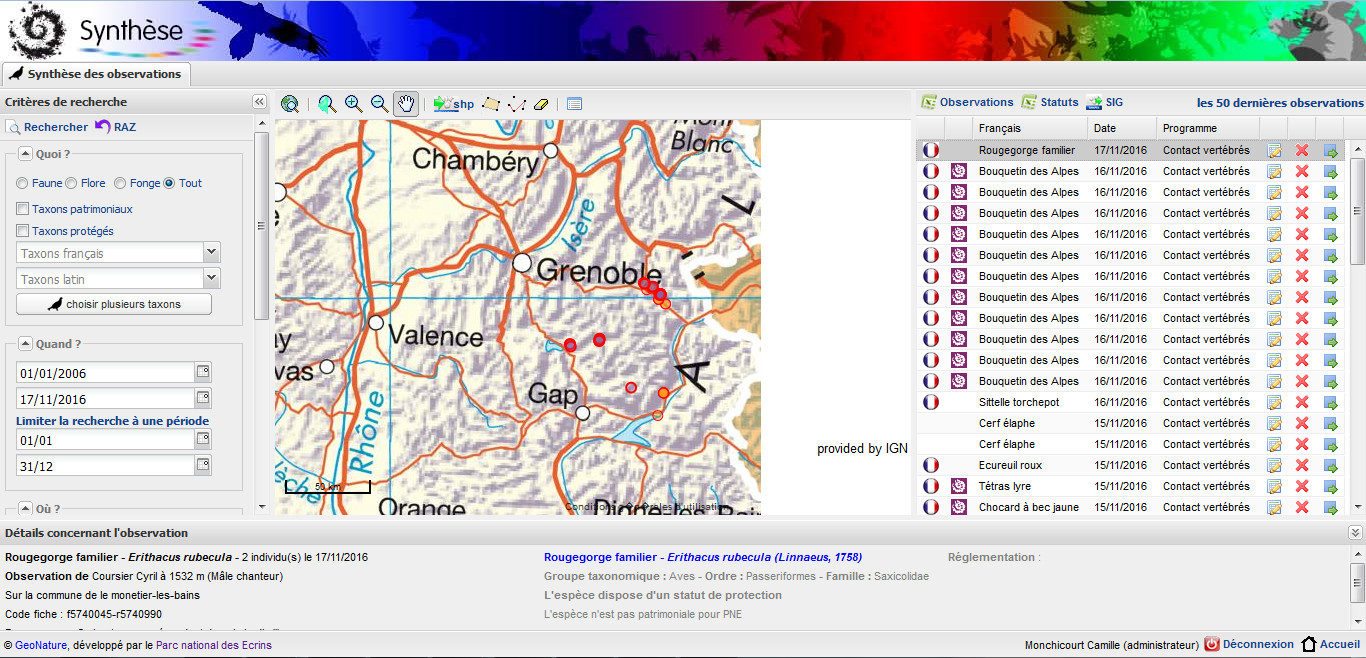 Synthèse
Synthèse des observations
Critères de recherche
Rechercher RAZ
Quoi ?
Faune Flore Fonge Tout
Taxons patrimoniaux
Taxons protégés
Taxons français
Taxons latin
choisir plusieurs taxons
Quand ?
01/01/2006
17/11/2016
Limiter la recherche à une période
01/01
31/12
Où ?
shp
Mont
Blanc
Chambéry
Isère
Grenoble
Valence
Gap
Rhône
Orange
A
L
50 km
provided by IGN
Observations Statuts SIG les 50 dernières observations
Français Date Programme
Rougegorge familier 17/11/2016 Contact vertébrés
Bouquetin des Alpes 16/11/2016 Contact vertébrés
Bouquetin des Alpes 16/11/2016 Contact vertébrés
Bouquetin des Alpes 16/11/2016 Contact vertébrés
Bouquetin des Alpes 16/11/2016 Contact vertébrés
Bouquetin des Alpes 16/11/2016 Contact vertébrés
Bouquetin des Alpes 16/11/2016 Contact vertébrés
Bouquetin des Alpes 16/11/2016 Contact vertébrés
Bouquetin des Alpes 16/11/2016 Contact vertébrés
Bouquetin des Alpes 16/11/2016 Contact vertébrés
Bouquetin des Alpes 16/11/2016 Contact vertébrés
Bouquetin des Alpes 16/11/2016 Contact vertébrés
Sittelle torchepot 16/11/2016 Contact vertébrés
Cerf élaphe 15/11/2016 Contact vertébrés
Cerf élaphe 15/11/2016 Contact vertébrés
Ecureuil roux 15/11/2016 Contact vertébrés
Tétras lyre 15/11/2016 Contact vertébrés
Chocard à bec jaune 15/11/2016 Contact vertébrés
Détails concernant l'observation
Rougegorge familier - Erithacus rubecula - 2 individu(s) le 17/11/2016
Observation de Coursier Cyril à 1532 m (Mâle chanteur)
Sur la commune de le monetier-les-bains
Code fiche : f5740045-r5740990
Rougegorge familier - Erithacus rubecula (Linnaeus, 1758)
Groupe taxonomique : Aves - Ordre : Passeriformes - Famille : Saxicolidae
L'espèce dispose d'un statut de protection
L'espèce n'est pas patrimoniale pour PNE
Réglementation :
© GeoNature, développé par le Parc national des Ecrins
Monchicourt Camille (administrateur) Déconnexion Accueil